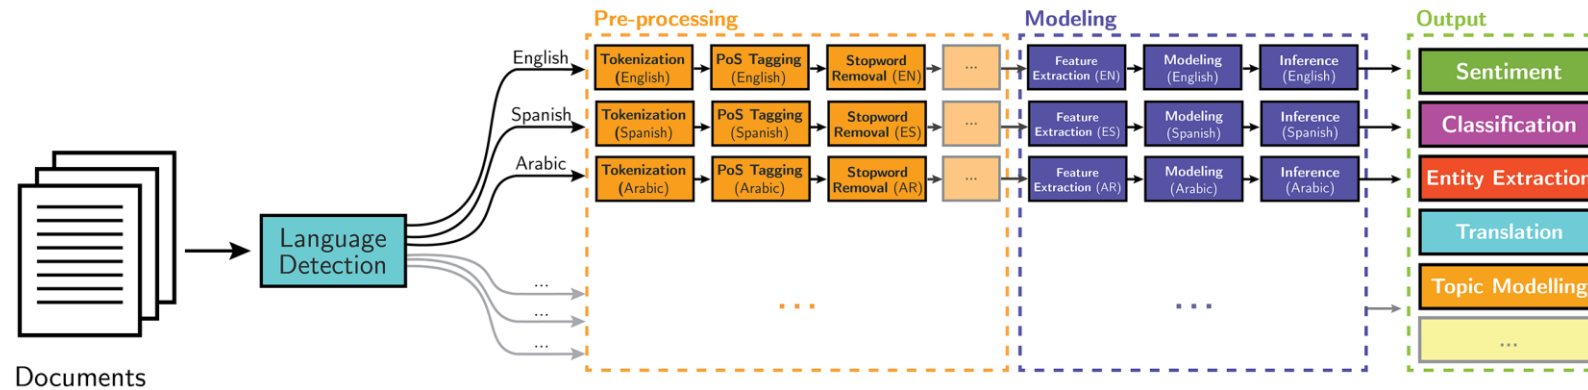 Pre-processing
Modeling
Output
English
Tokenization
(English)
PoS Tagging
(English)
Stopword
Removal (EN)
...
Feature
Extraction (EN)
Modeling
(English)
Inference
(English)
Sentiment
Spanish
Tokenization
(Spanish)
PoS Tagging
(Spanish)
Stopword
Removal (ES)
...
Feature
Extraction (ES)
Modeling
(Spanish)
Inference
(Spanish)
Classification
Arabic
Tokenization
(Arabic)
PoS Tagging
(Arabic)
Stopword
Removal (AR)
...
Feature
Extraction (AR)
Modeling
(Arabic)
Inference
(Arabic)
Entity Extraction
Language
Detection
Translation
...
...
...
...
...
Topic Modelling
...
Documents